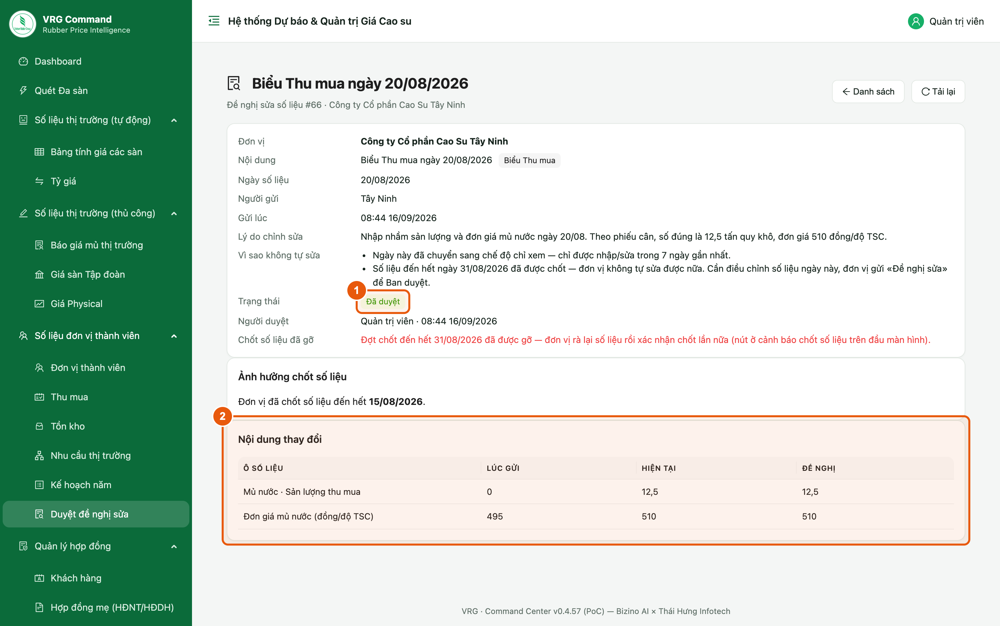 VRG Command
Rubber Price Intelligence
Dashboard
Quét Đa sàn
Số liệu thị trường (tự động)
Bảng tính giá các sàn
Tỷ giá
Số liệu thị trường (thủ công)
Báo giá mủ thị trường
Giá sàn Tập đoàn
Giá Physical
Số liệu đơn vị thành viên
Đơn vị thành viên
Thu mua
Tồn kho
Nhu cầu thị trường
Kế hoạch năm
Duyệt đề nghị sửa
Quản lý hợp đồng
Khách hàng
Hợp đồng mẹ (HĐNT/HĐDH)
Hệ thống Dự báo & Quản trị Giá Cao su
Quản trị viên
Biểu Thu mua ngày 20/08/2026
Đề nghị sửa số liệu #66 · Công ty Cổ phần Cao Su Tây Ninh
Danh sách
Tải lại
Đơn vị Công ty Cổ phần Cao Su Tây Ninh
Nội dung Biểu Thu mua ngày 20/08/2026 Biểu Thu mua
Ngày số liệu 20/08/2026
Người gửi Tây Ninh
Gửi lúc 08:44 16/09/2026
Lý do chỉnh sửa Nhập nhầm sản lượng và đơn giá mủ nước ngày 20/08. Theo phiếu cân, số đúng là 12,5 tấn quy khô, đơn giá 510 đồng/độ TSC.
Vì sao không tự sửa • Ngày này đã chuyển sang chế độ chỉ xem — chỉ được nhập/sửa trong 7 ngày gần nhất.
• Số liệu đến hết ngày 31/08/2026 đã được chốt — đơn vị không tự sửa được nữa. Cần điều chỉnh số liệu ngày này, đơn vị gửi «Đề nghị sửa»
để Ban duyệt.
1
Trạng thái Đã duyệt
Người duyệt Quản trị viên · 08:44 16/09/2026
Chốt số liệu đã gỡ Đợt chốt đến hết 31/08/2026 đã được gỡ — đơn vị rà lại số liệu rồi xác nhận chốt lần nữa (nút ở cảnh báo chốt số liệu trên đầu màn hình).
Ảnh hưởng chốt số liệu
Đơn vị đã chốt số liệu đến hết 15/08/2026.
2
Nội dung thay đổi
Ô SỐ LIỆU LÚC GỬI HIỆN TẠI ĐỀ NGHỊ
Mủ nước · Sản lượng thu mua 0 12,5 12,5
Đơn giá mủ nước (đồng/độ TSC) 495 510 510
VRG · Command Center v0.4.57 (PoC) — Bizino AI × Thái Hưng Infotech